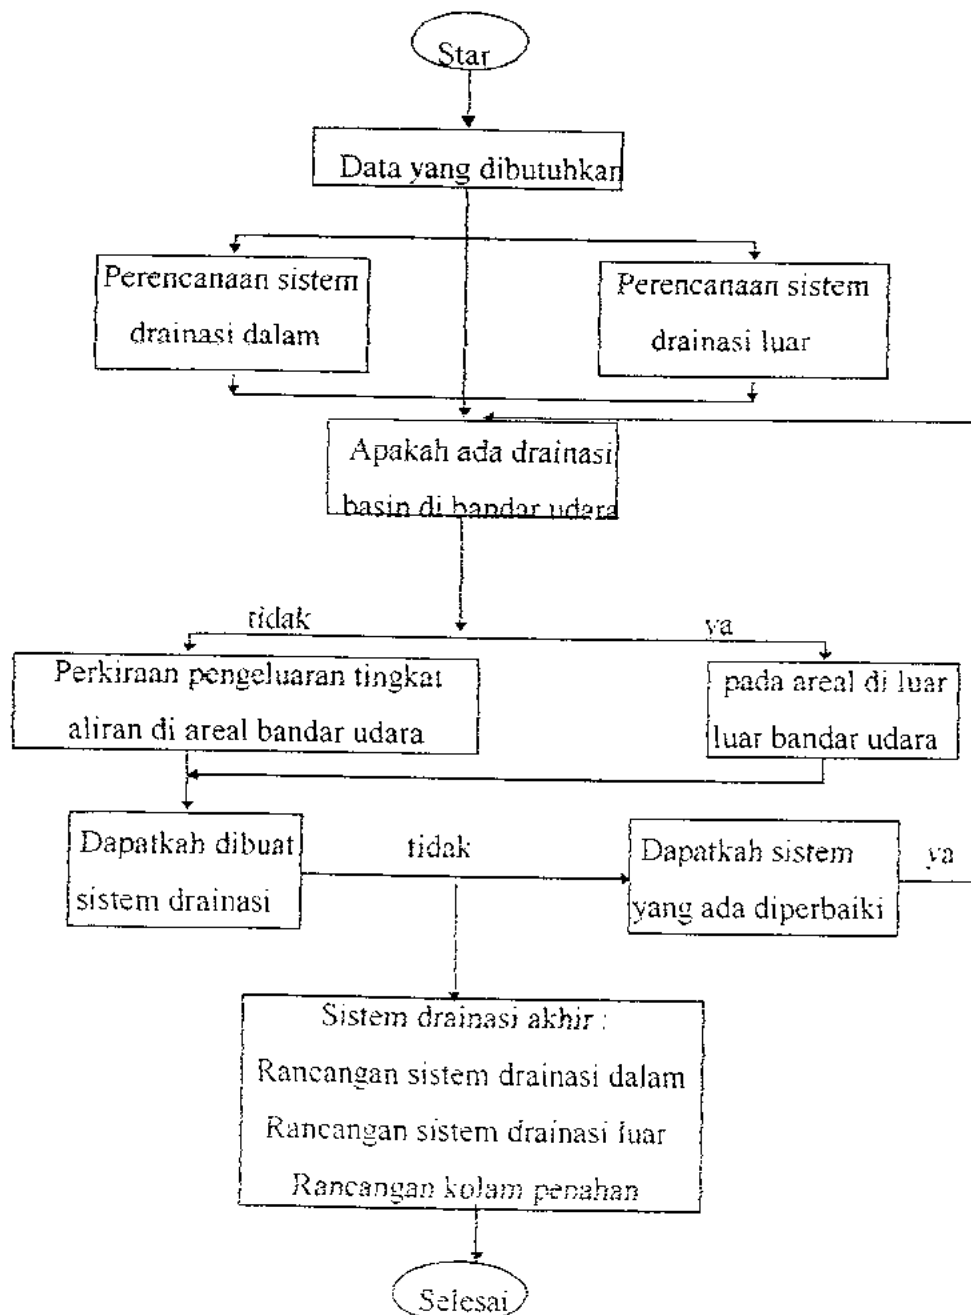 Star
Data yang dibutuhkan
Perencanaan sistem
drainasi dalam
Perencanaan sistem
drainasi luar
Apakah ada drainasi
basin di bandar udara
tidak
ya
Perkiraan pengeluaran tingkat
aliran di areal bandar udara
pada areal di luar
luar bandar udara
Dapatkah dibuat
sistem drainasi
tidak
Dapatkah sistem
yang ada diperbaiki
ya
Sistem drainasi akhir :
Rancangan sistem drainasi dalam
Rancangan sistem drainasi luar
Rancangan kolam penahan
Selesai